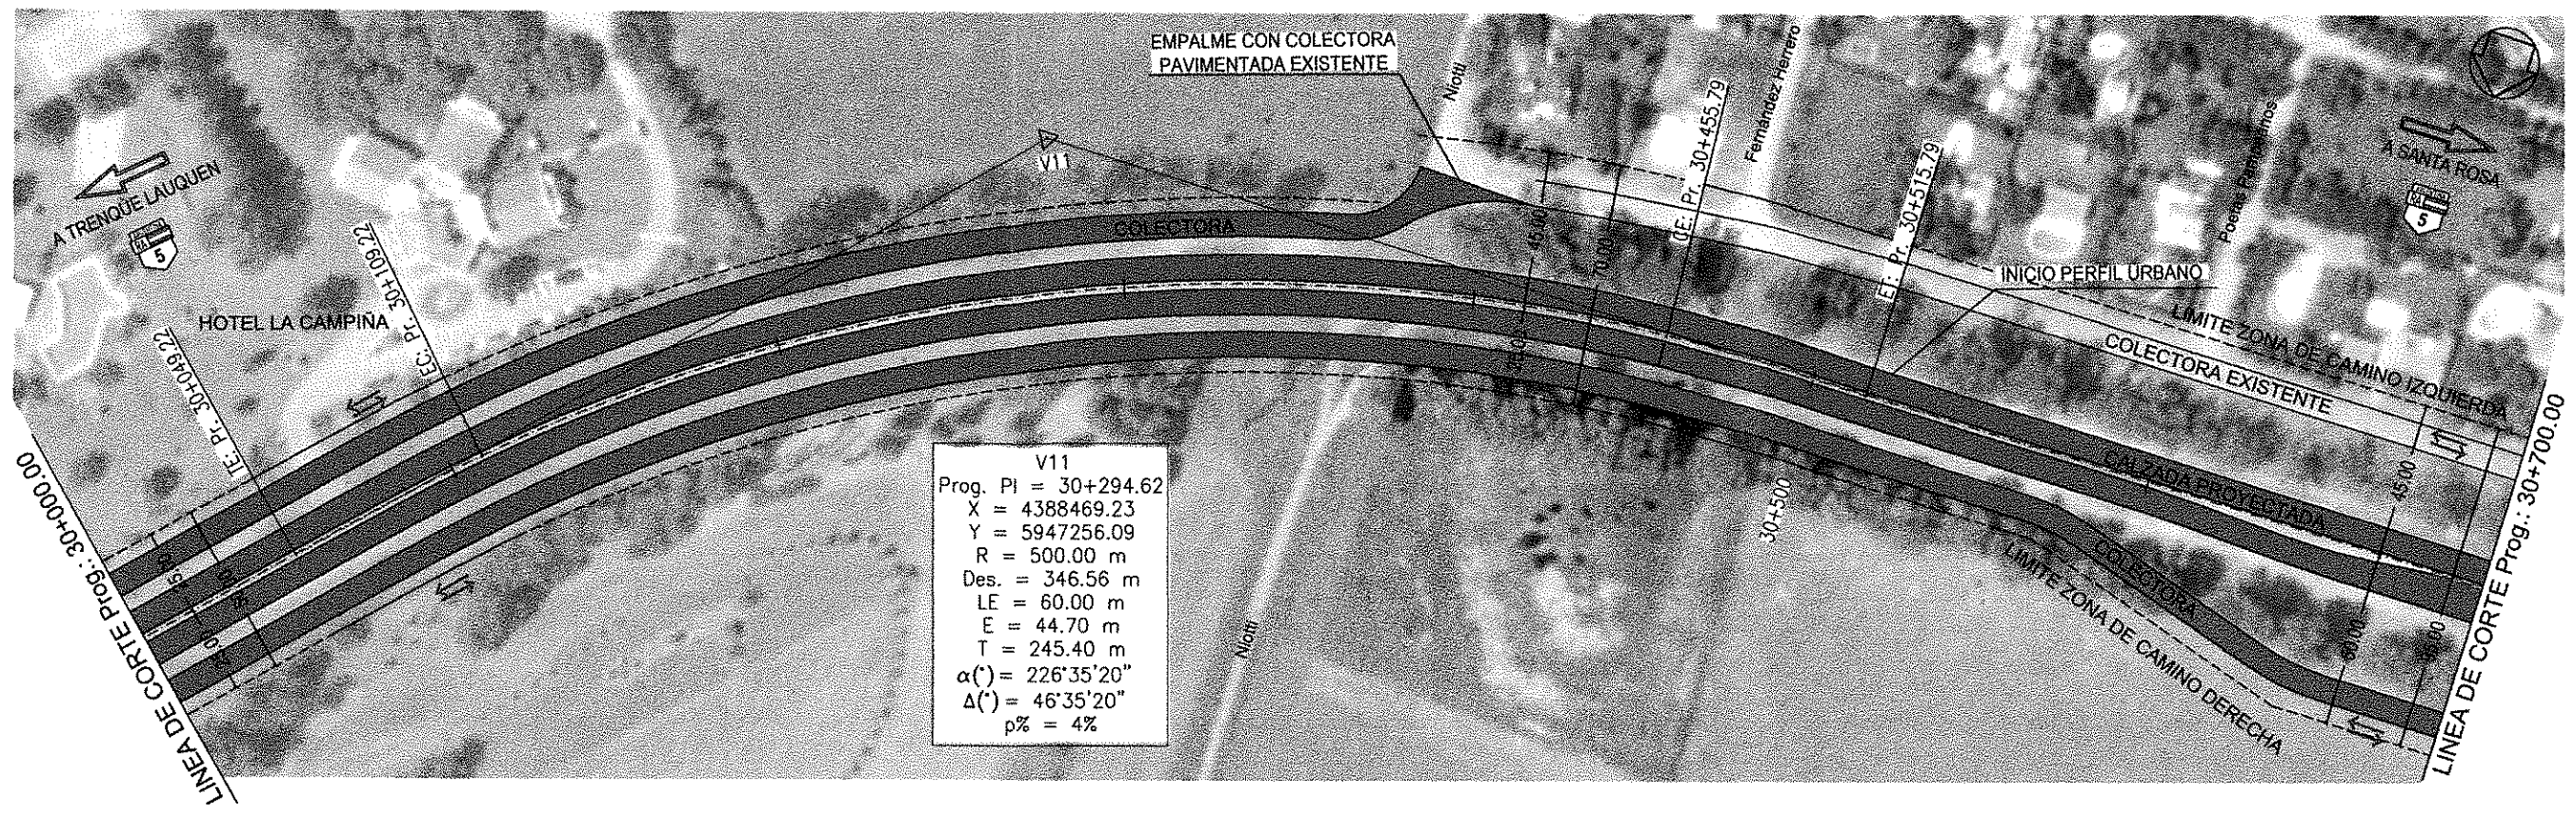 EMPALME CON COLECTORA
PAVIMENTADA EXISTENTE
Niotti
Fernández Herrero
A TRENQUE LAUQUEN
5
A SANTA ROSA
5
V11
COLECTORA
HOTEL LA CAMPIÑA
TE: Pr. 30+049.22
EC: Pr. 30+109.22
CE: Pr. 30+455.79
ET: Pr. 30+515.79
INICIO PERFIL URBANO
LIMITE ZONA DE CAMINO IZQUIERDA
COLECTORA EXISTENTE
CALZADA PROYECTADA
COLECTORA
LIMITE ZONA DE CAMINO DERECHA
45.00
70.00
25.00
45.00
LINEA DE CORTE Prog.: 30+000.00
LINEA DE CORTE Prog.: 30+700.00
30+500
Niotti
V11
Prog. PI = 30+294.62
X = 4388469.23
Y = 5947256.09
R = 500.00 m
Des. = 346.56 m
LE = 60.00 m
E = 44.70 m
T = 245.40 m
α(°)= 226°35'20"
Δ(°)= 46°35'20"
p% = 4%